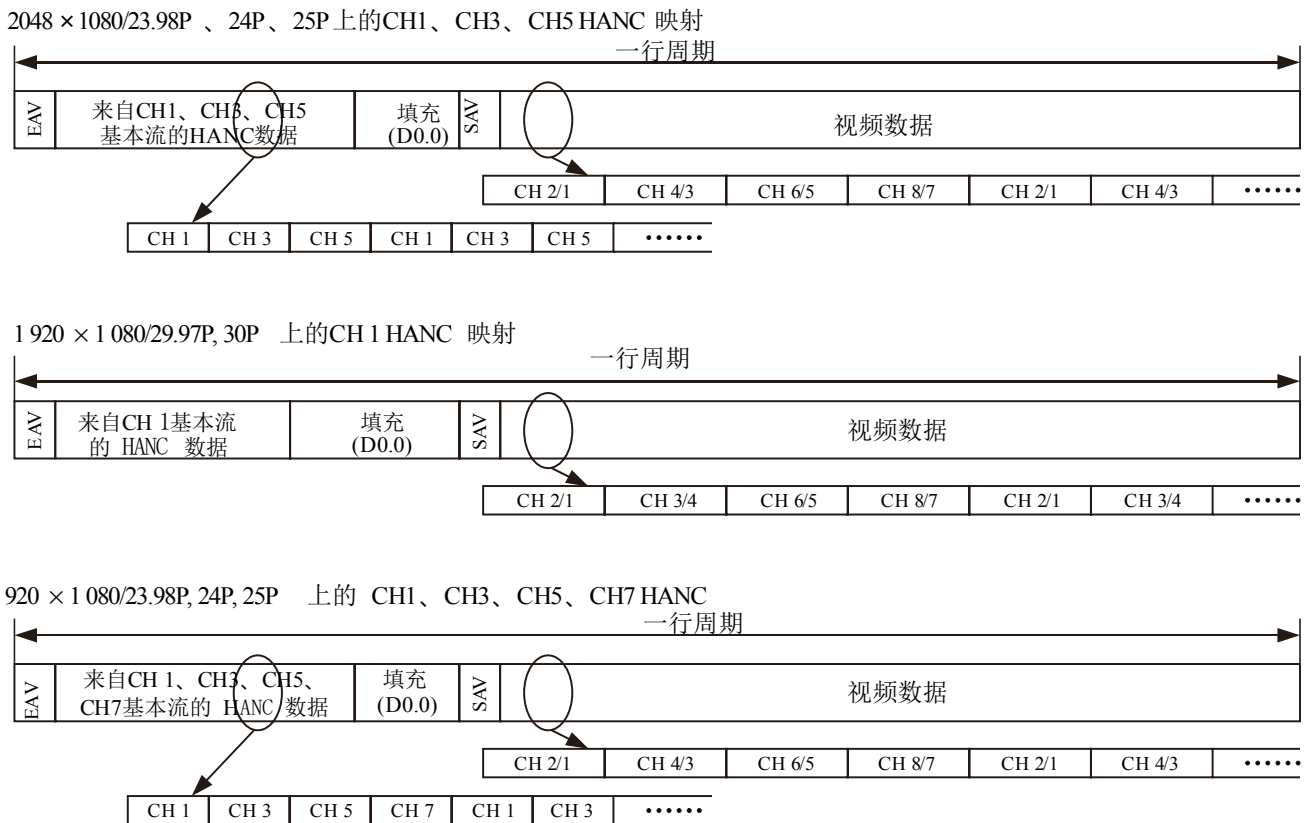 2048 ×1080/23.98P 、24P、25P上的CH1、CH3、CH5 HANC 映射
一行周期
EAV
来自CH1、CH3、CH5
基本流的HANC数据
填充
(D0.0)
SAV
视频数据
CH 2/1 CH 4/3 CH 6/5 CH 8/7 CH 2/1 CH 4/3 ······
CH 1 CH 3 CH 5 CH 1 CH 3 CH 5 ······
1 920 ×1 080/29.97P, 30P 上的CH 1 HANC 映射
一行周期
EAV
来自CH 1基本流
的 HANC 数据
填充
(D0.0)
SAV
视频数据
CH 2/1 CH 3/4 CH 6/5 CH 8/7 CH 2/1 CH 3/4 ······
920 ×1 080/23.98P, 24P, 25P 上的 CH1、CH3、CH5、CH7 HANC
一行周期
EAV
来自CH 1、CH3、CH5、
CH7基本流的 HANC 数据
填充
(D0.0)
SAV
视频数据
CH 2/1 CH 4/3 CH 6/5 CH 8/7 CH 2/1 CH 4/3 ······
CH 1 CH 3 CH 5 CH 7 CH 1 CH 3 ······